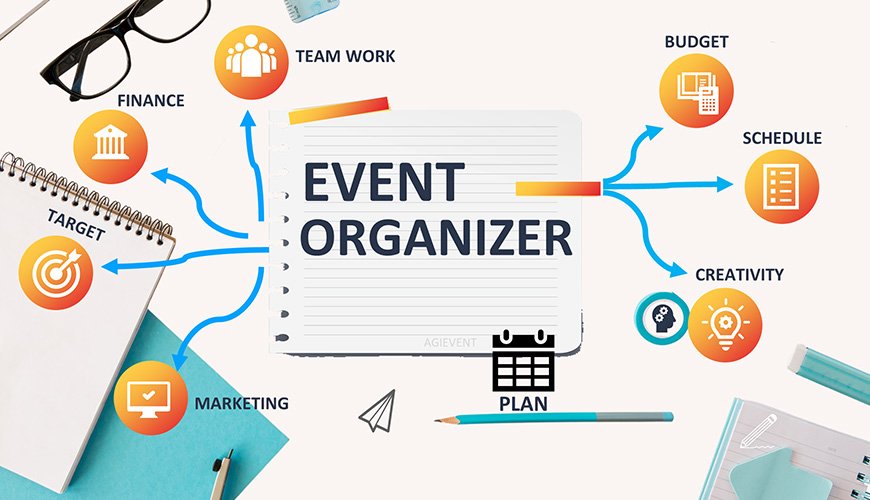 TEAM WORK
BUDGET
FINANCE
SCHEDULE
EVENT
ORGANIZER
TARGET
CREATIVITY
AGIEVENT
PLAN
MARKETING